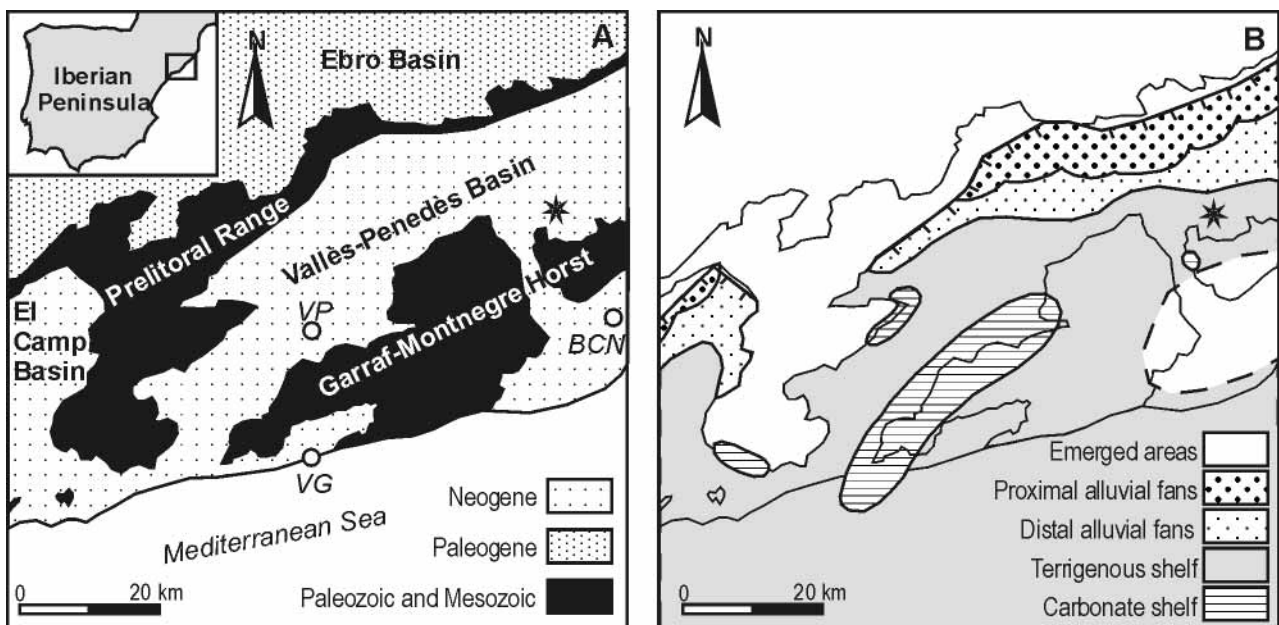 A
N
Iberian
Peninsula
Ebro Basin
Prelitoral Range
Vallès-Penedès Basin
Garraf-Montnegre Horst
El
Camp
Basin
VP
BCN
VG
Mediterranean Sea
Neogene
Paleogene
Paleozoic and Mesozoic
0 20 km
B
N
Emerged areas
Proximal alluvial fans
Distal alluvial fans
Terrigenous shelf
Carbonate shelf
0 20 km